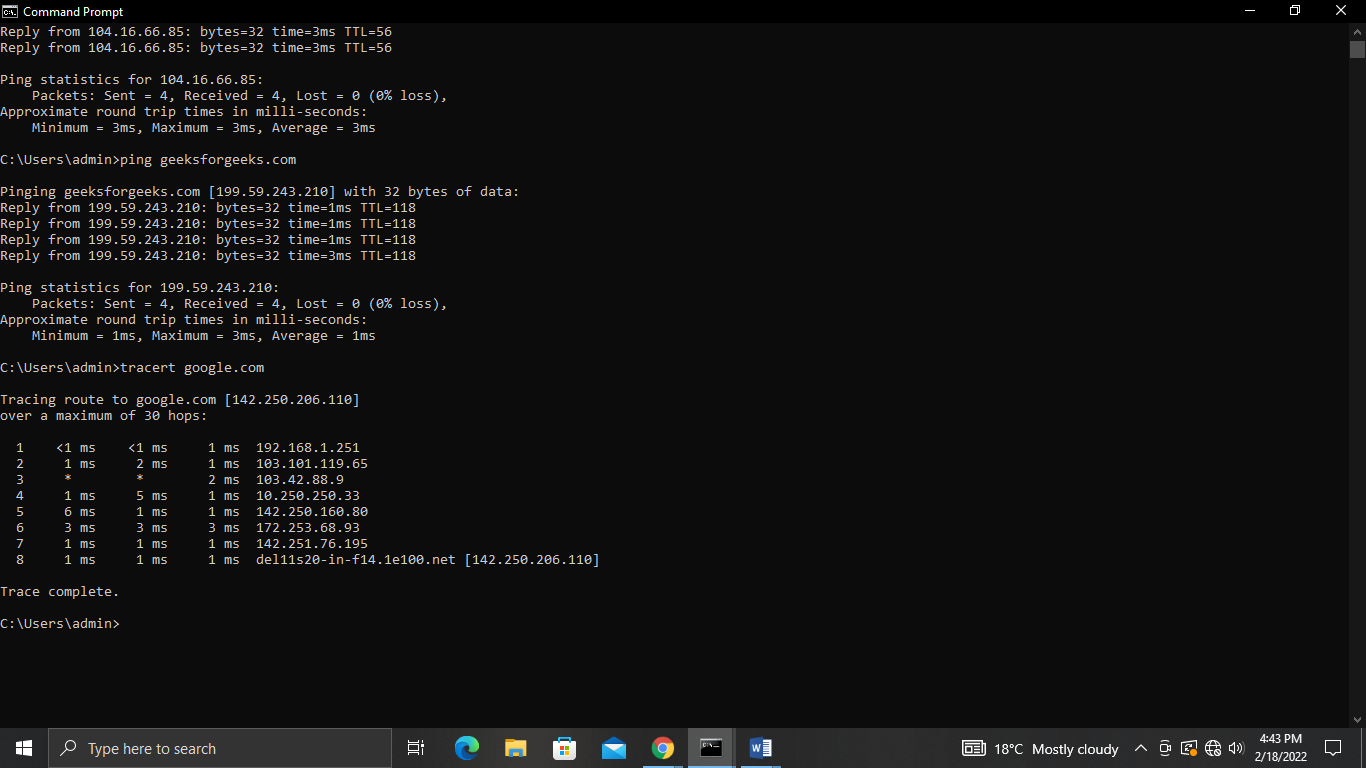 Command Prompt
Reply from 104.16.66.85: bytes=32 time=3ms TTL=56
Reply from 104.16.66.85: bytes=32 time=3ms TTL=56
Ping statistics for 104.16.66.85:
    Packets: Sent = 4, Received = 4, Lost = 0 (0% loss),
Approximate round trip times in milli-seconds:
    Minimum = 3ms, Maximum = 3ms, Average = 3ms
C:\Users\admin>ping geeksforgeeks.com
Pinging geeksforgeeks.com [199.59.243.210] with 32 bytes of data:
Reply from 199.59.243.210: bytes=32 time=1ms TTL=118
Reply from 199.59.243.210: bytes=32 time=1ms TTL=118
Reply from 199.59.243.210: bytes=32 time=1ms TTL=118
Reply from 199.59.243.210: bytes=32 time=3ms TTL=118
Ping statistics for 199.59.243.210:
    Packets: Sent = 4, Received = 4, Lost = 0 (0% loss),
Approximate round trip times in milli-seconds:
    Minimum = 1ms, Maximum = 3ms, Average = 1ms
C:\Users\admin>tracert google.com
Tracing route to google.com [142.250.206.110]
over a maximum of 30 hops:
  1    <1 ms    <1 ms     1 ms  192.168.1.251
  2     1 ms     2 ms     1 ms  103.101.119.65
  3     *        *        2 ms  103.42.88.9
  4     1 ms     5 ms     1 ms  10.250.250.33
  5     6 ms     1 ms     1 ms  142.250.160.80
  6     3 ms     3 ms     3 ms  172.253.68.93
  7     1 ms     1 ms     1 ms  142.251.76.195
  8     1 ms     1 ms     1 ms  del11s20-in-f14.1e100.net [142.250.206.110]
Trace complete.
C:\Users\admin>
Type here to search
18°C Mostly cloudy
4:43 PM
2/18/2022